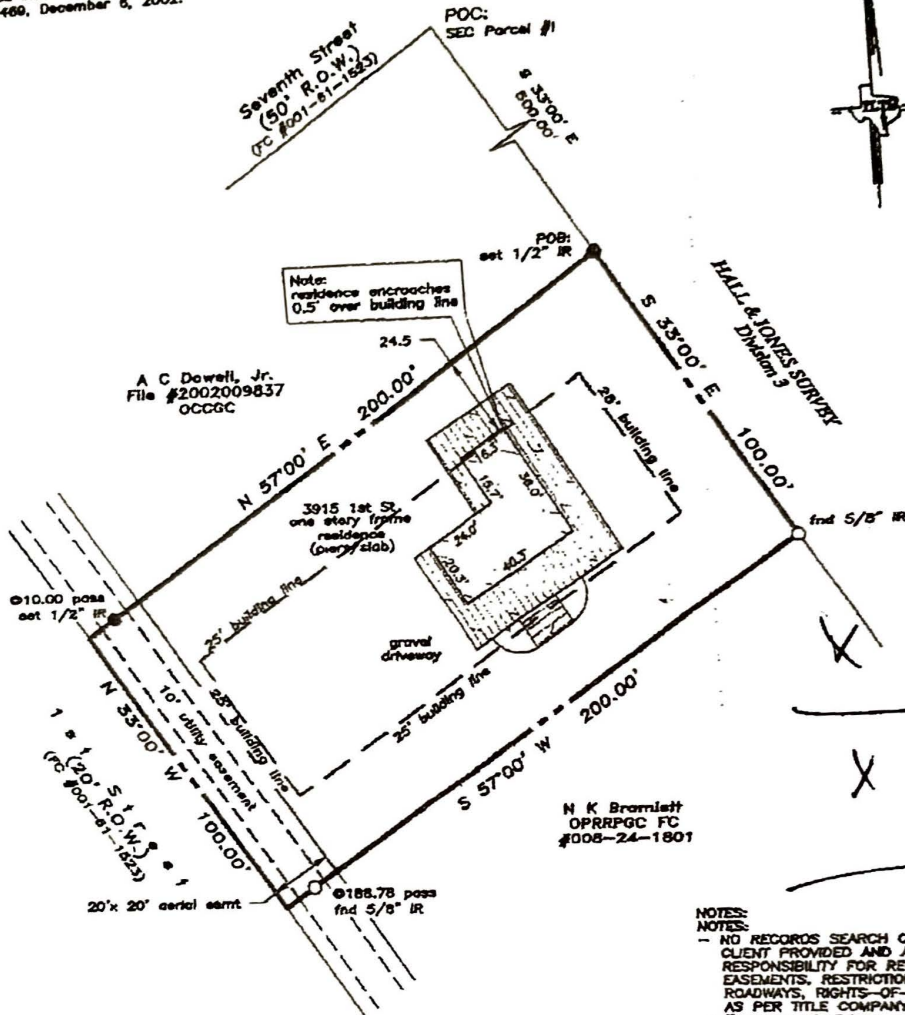 469, December 6, 2002.
POC:
SEC Parcel #1
Seventh Street
(50' R.O.W.)
(FC #001-61-1523)
S 33°00' E
600.00'
POB:
set 1/2" IR
Note:
residence encroaches
0.5' over building line
24.5
HALL & JONES SURVEY
Division 3
A C Dowell, Jr.
File #2002009837
OCCGC
N 57°00' E 200.00'
S 33°00' E 100.00'
25' building line
fnd 5/8" IR
16.3'
15.7'
36.0'
24.0'
20.3'
40.3'
3915 1st St.
one story frame
residence
(piers/slab)
@10.00 pass
set 1/2" IR
25' building line
gravel
driveway
25' building line
25' building line
10' utility easement
N 33°00' W 100.00'
1st Street
(20' R.O.W.)
(FC #001-61-1523)
S 57°00' W 200.00'
N K Bramlett
OPRRPGC FC
#008-24-1801
20'x 20' aerial esmt
@188.78 pass
fnd 5/8" IR
X
X
NOTES:
NOTES:
- NO RECORDS SEARCH
CLIENT PROVIDED AND
RESPONSIBILITY FOR
EASEMENTS, RESTRICTION
ROADWAYS, RIGHTS-OF-
AS PER TITLE COMPANY